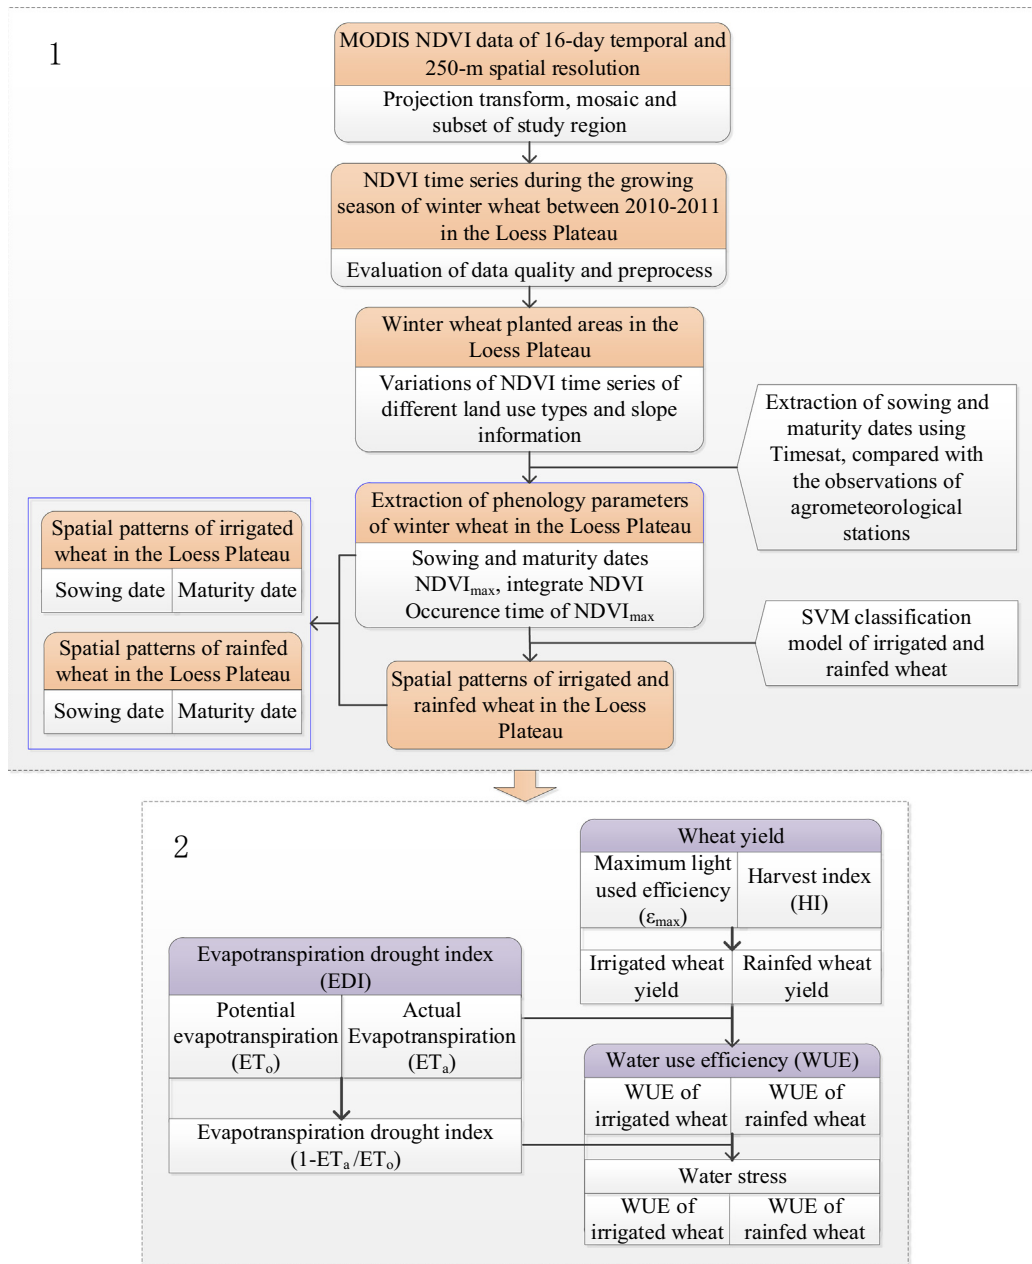 1
MODIS NDVI data of 16-day temporal and
250-m spatial resolution
Projection transform, mosaic and
subset of study region
NDVI time series during the growing
season of winter wheat between 2010-2011
in the Loess Plateau
Evaluation of data quality and preprocess
Winter wheat planted areas in the
Loess Plateau
Variations of NDVI time series of
different land use types and slope
information
Extraction of sowing and
maturity dates using
Timesat, compared with
the observations of
agrometeorological
stations
Extraction of phenology parameters
of winter wheat in the Loess Plateau
Sowing and maturity dates
NDVImax, integrate NDVI
Occurence time of NDVImax
SVM classification
model of irrigated and
rainfed wheat
Spatial patterns of irrigated and
rainfed wheat in the Loess
Plateau
Spatial patterns of irrigated
wheat in the Loess Plateau
Sowing date Maturity date
Spatial patterns of rainfed
wheat in the Loess Plateau
Sowing date Maturity date
2
Wheat yield
Maximum light
used efficiency
(εmax)
Harvest index
(HI)
Irrigated wheat
yield
Rainfed wheat
yield
Evapotranspiration drought index
(EDI)
Potential
evapotranspiration
(ETo)
Actual
Evapotranspiration
(ETa)
Evapotranspiration drought index
(1-ETa/ETo)
Water use efficiency (WUE)
WUE of
irrigated wheat
WUE of
rainfed wheat
Water stress
WUE of
irrigated wheat
WUE of
rainfed wheat